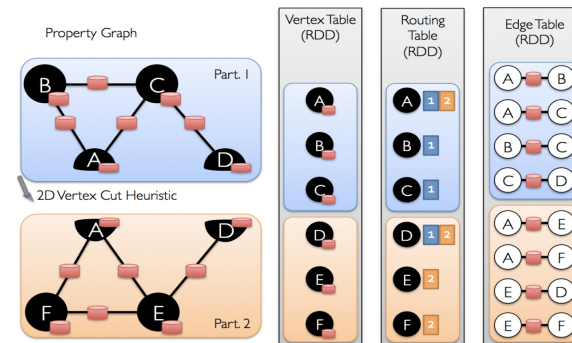 Property Graph
Part. 1
B
C
A
D
2D Vertex Cut Heuristic
A
D
F
E
Part. 2
Vertex Table
(RDD)
A
B
C
D
E
F
Routing
Table
(RDD)
A 1 2
B 1
C 1
D 1 2
E 2
F 2
Edge Table
(RDD)
A B
A C
B C
C D
A E
A F
E D
E F